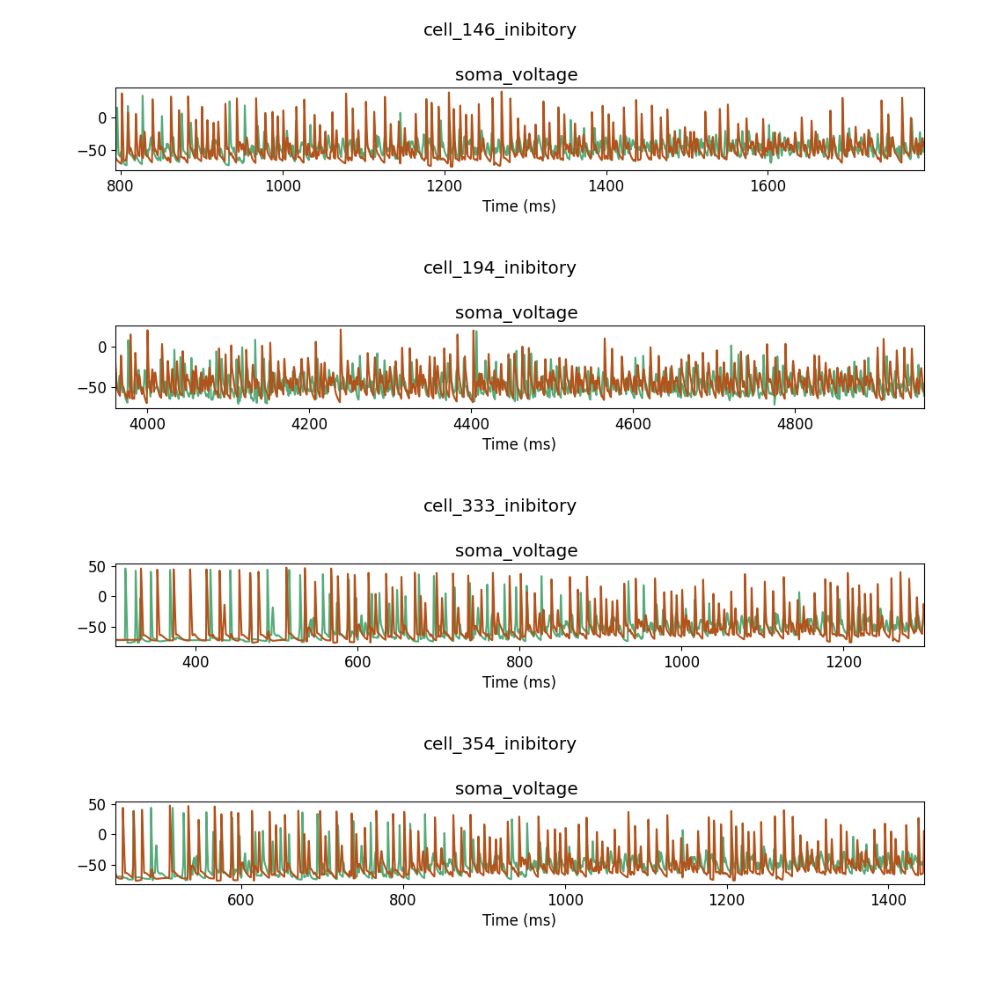 cell_146_inibitory
soma_voltage
0
−50
800 1000 1200 1400 1600
Time (ms)
cell_194_inibitory
soma_voltage
0
−50
4000 4200 4400 4600 4800
Time (ms)
cell_333_inibitory
soma_voltage
50
0
−50
400 600 800 1000 1200
Time (ms)
cell_354_inibitory
soma_voltage
50
0
−50
600 800 1000 1200 1400
Time (ms)